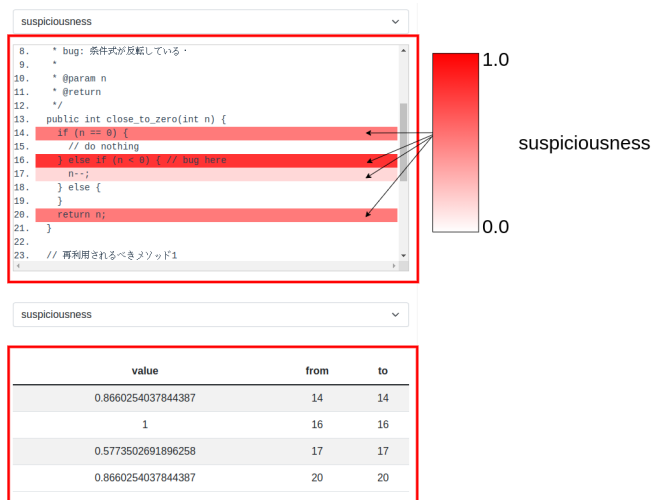 suspiciousness
8. * bug: 条件式が反転している・
9. *
10. * @param n
11. * @return
12. */
13. public int close_to_zero(int n) {
14. if (n == 0) {
15. // do nothing
16. } else if (n < 0) { // bug here
17. n--;
18. } else {
19. }
20. return n;
21. }
22.
23. // 再利用されるべきメソッド1
1.0
suspiciousness
0.0
suspiciousness
value from to
0.8660254037844387 14 14
1 16 16
0.5773502691896258 17 17
0.8660254037844387 20 20